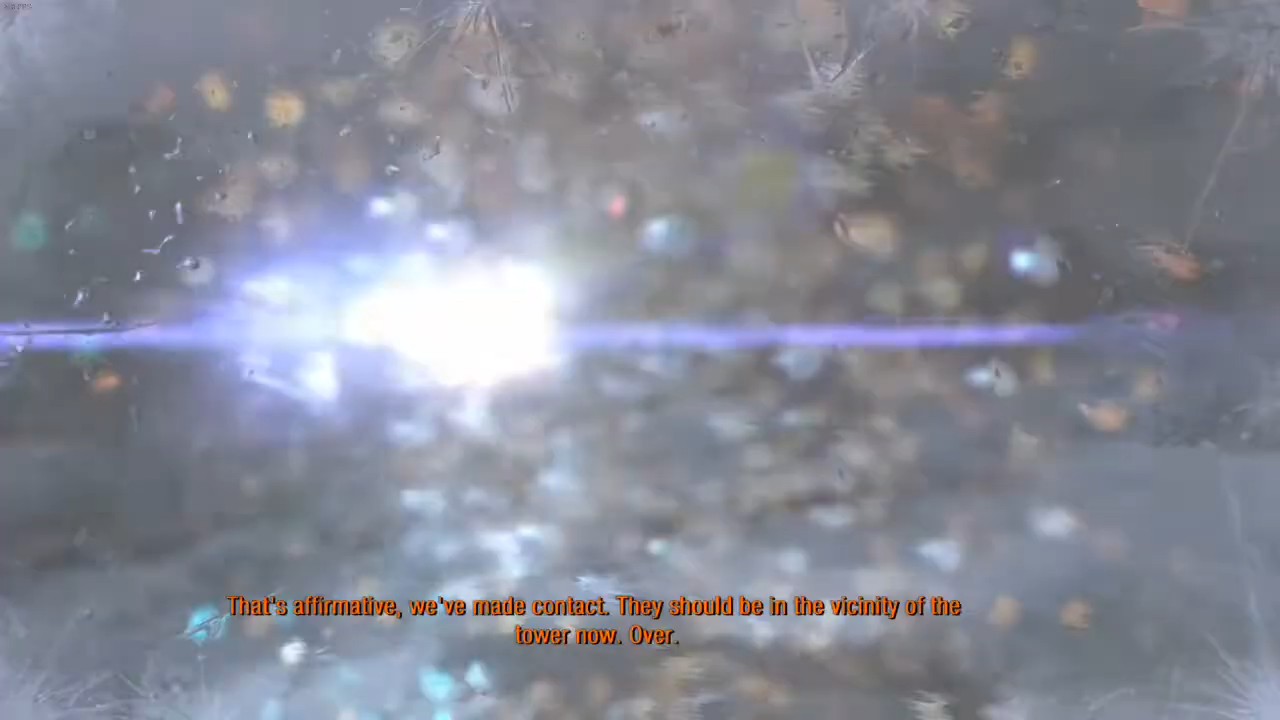 That's affirmative, we've made contact. They should be in the vicinity of the
tower now. Over.